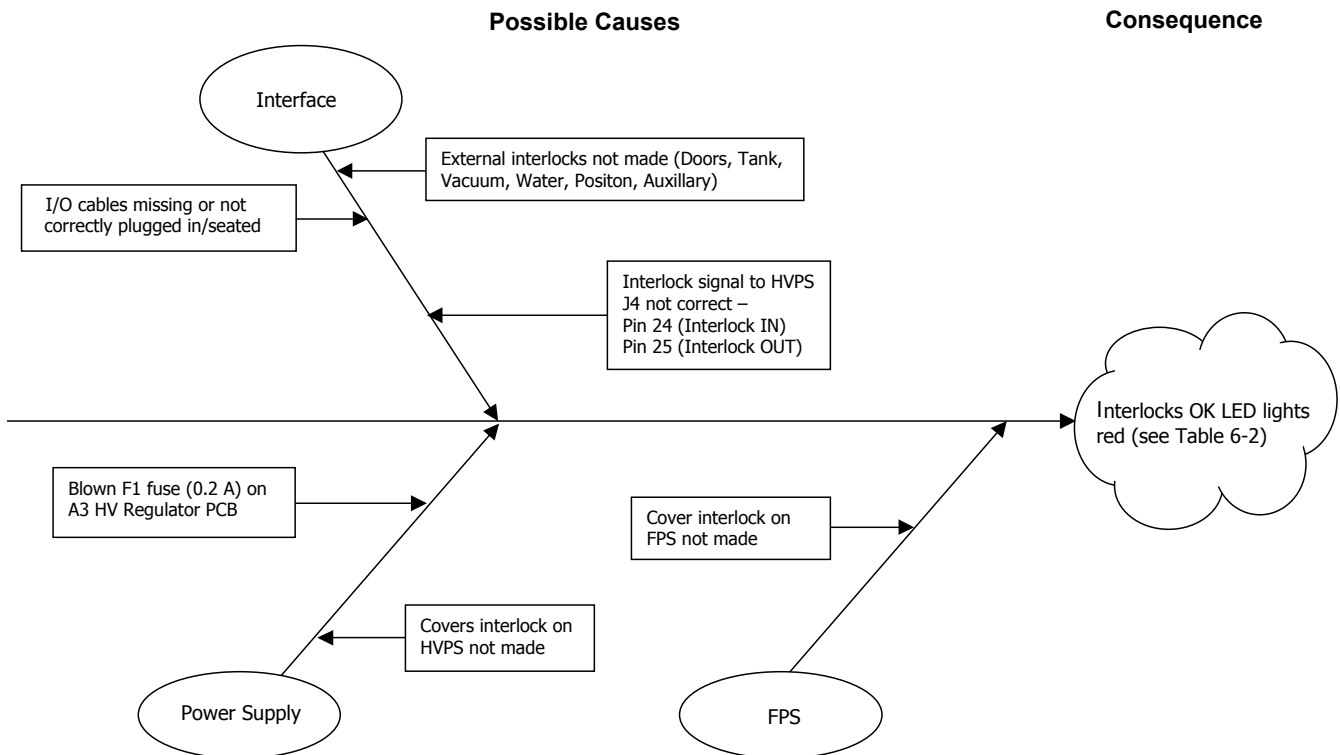 Possible Causes
Consequence
Interface
External interlocks not made (Doors, Tank,
Vacuum, Water, Positon, Auxillary)
I/O cables missing or not
correctly plugged in/seated
Interlock signal to HVPS
J4 not correct –
Pin 24 (Interlock IN)
Pin 25 (Interlock OUT)
Interlocks OK LED lights
red (see Table 6-2)
Blown F1 fuse (0.2 A) on
A3 HV Regulator PCB
Cover interlock on
FPS not made
Covers interlock on
HVPS not made
Power Supply
FPS